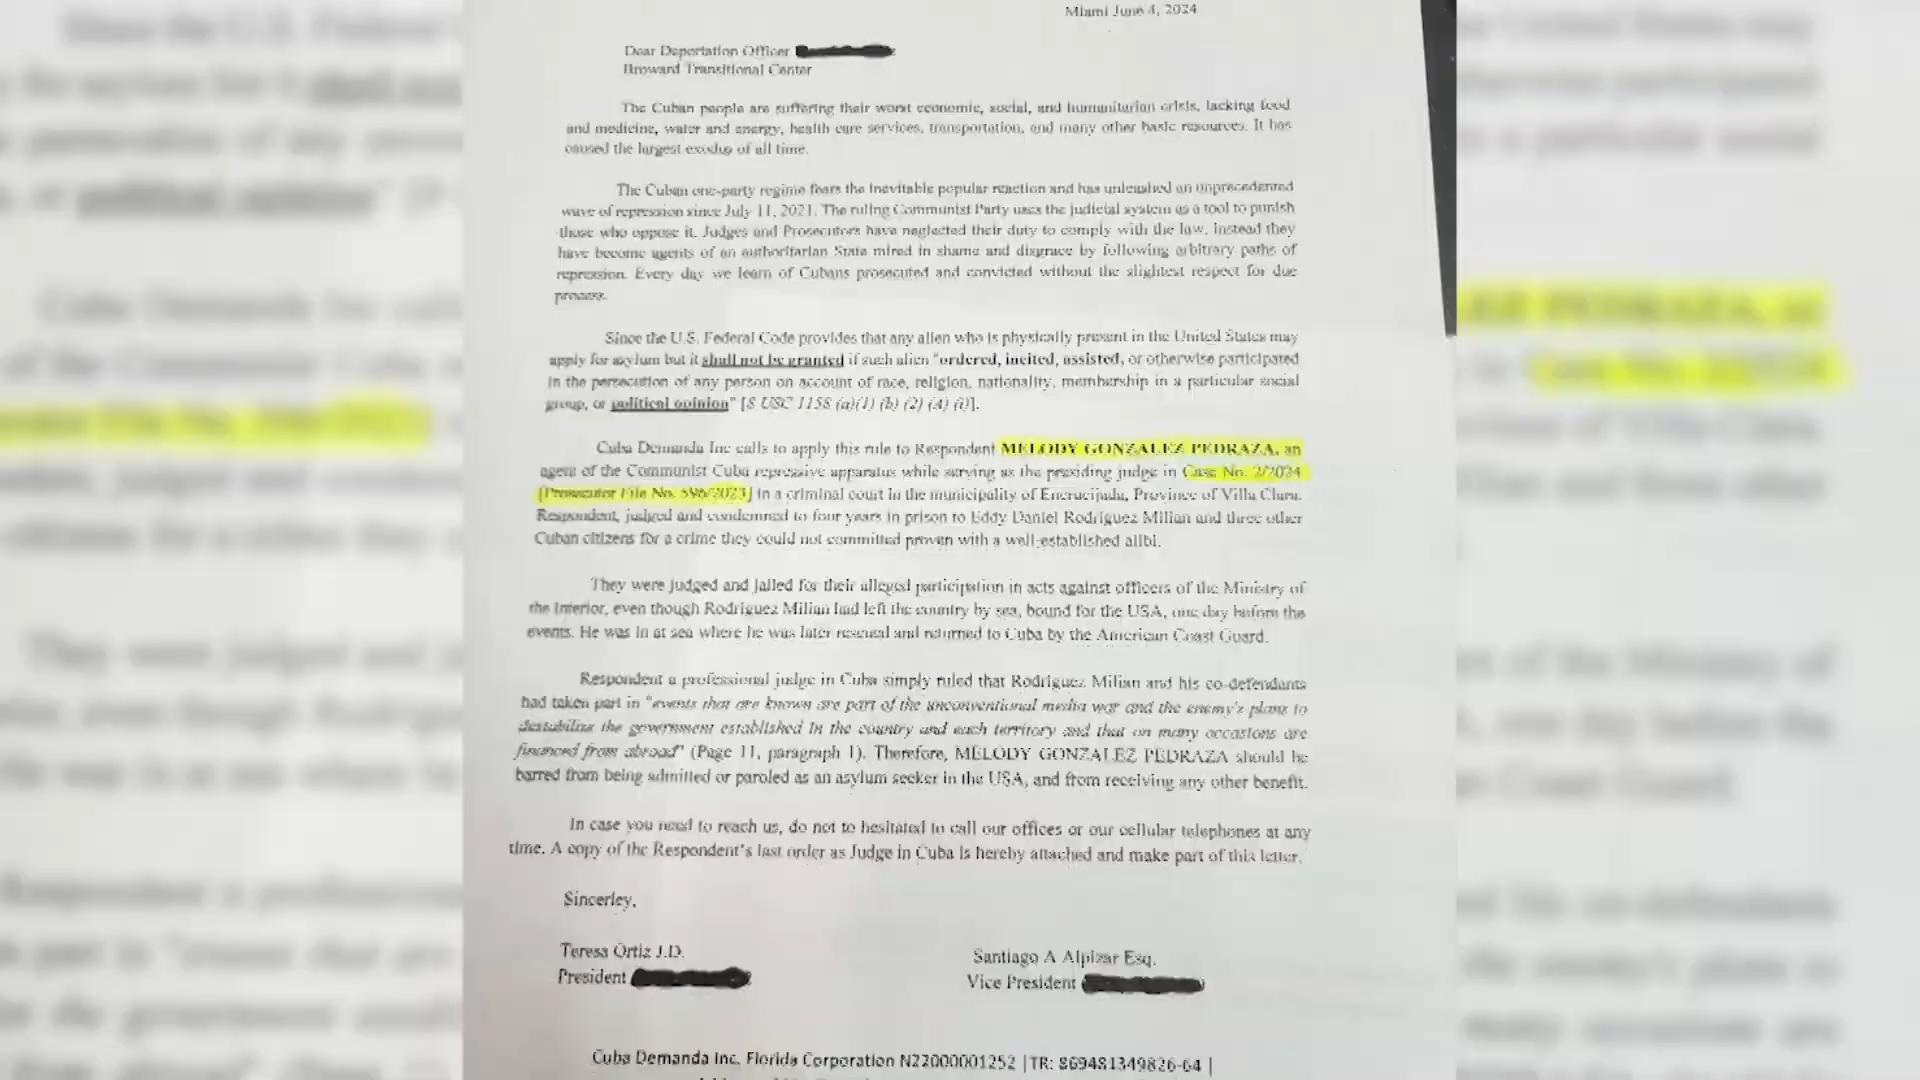 Miami June 4, 2024
Dear Deportation Officer
Broward Transitional Center
The Cuban people are suffering their worst economic, social, and humanitarian crisis, lacking food
and medicine, water and energy, health care services, transportation, and many other basic resources. It has
caused the largest exodus of all time.
The Cuban one-party regime fears the inevitable popular reaction and has unleashed an unprecedented
wave of repression since July 11, 2021. The ruling Communist Party uses the judicial system as a tool to punish
those who oppose it. Judges and Prosecutors have neglected their duty to comply with the law. Instead they
have become agents of an authoritarian State mired in shame and disgrace by following arbitrary paths of
repression. Every day we learn of Cubans prosecuted and convicted without the slightest respect for due
process.
Since the U.S. Federal Code provides that any alien who is physically present in the United States may
apply for asylum but it shall not be granted if such alien "ordered, incited, assisted, or otherwise participated
in the persecution of any person on account of race, religion, nationality, membership in a particular social
group, or political opinion" [8 USC 1158 (a)(1) (b) (2) (A) (i)].
Cuba Demanda Inc calls to apply this rule to Respondent MELODY GONZALEZ PEDRAZA, an
agent of the Communist Cuba repressive apparatus while serving as the presiding judge in Case No. 2/2024
[Prosecutor File No. 596/2023] in a criminal court in the municipality of Encrucijada, Province of Villa Clara.
Respondent, judged and condemned to four years in prison to Eddy Daniel Rodriguez Milian and three other
Cuban citizens for a crime they could not committed proven with a well-established alibi.
They were judged and jailed for their alleged participation in acts against officers of the Ministry of
the Interior, even though Rodriguez Milian had left the country by sea, bound for the USA, one day before the
events. He was in at sea where he was later rescued and returned to Cuba by the American Coast Guard.
Respondent a professional judge in Cuba simply ruled that Rodriguez Milian and his co-defendants
had taken part in "events that are known are part of the unconventional media war and the enemy's plans to
destabilize the government established in the country and each territory and that on many occasions are
financed from abroad" (Page 11, paragraph 1). Therefore, MELODY GONZALEZ PEDRAZA should be
barred from being admitted or paroled as an asylum seeker in the USA, and from receiving any other benefit.
In case you need to reach us, do not to hesitated to call our offices or our cellular telephones at any
time. A copy of the Respondent's last order as Judge in Cuba is hereby attached and make part of this letter.
Sincerley,
Teresa Ortiz J.D.
President
Santiago A Alpizar Esq.
Vice President
Cuba Demanda Inc. Florida Corporation N22000001252 | TR: 869481349826-64 |